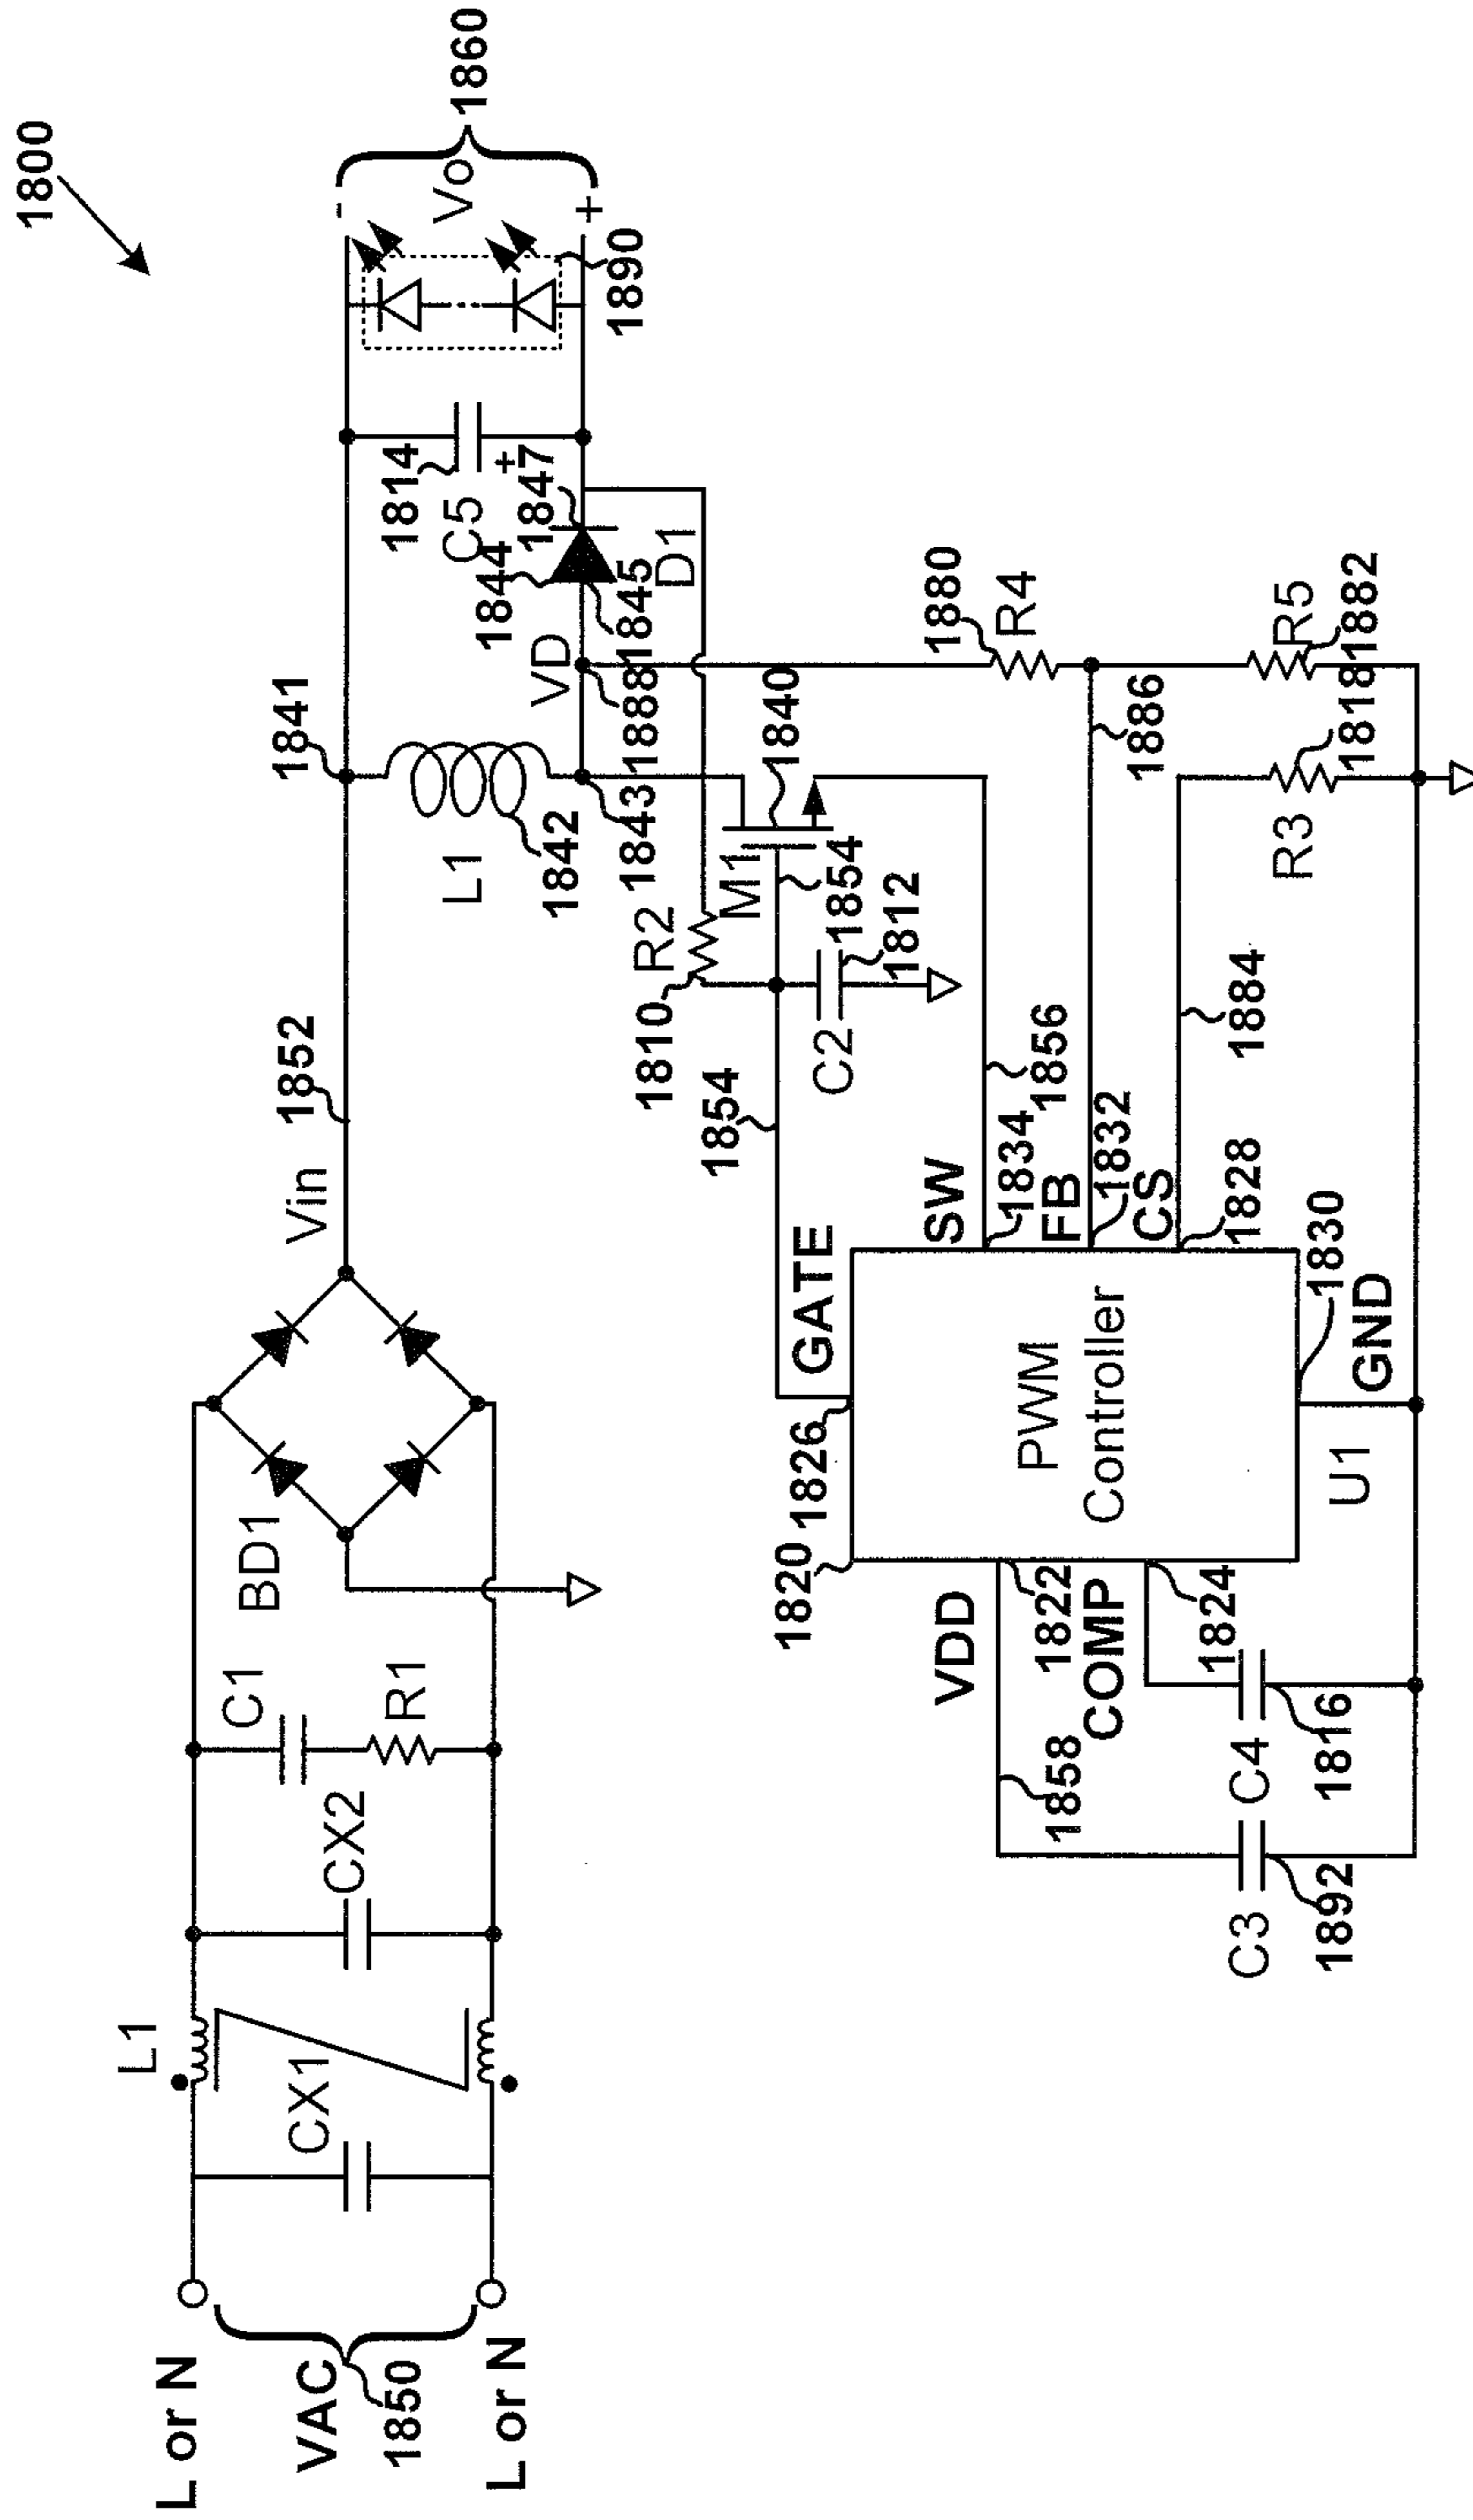 1800
L or N
VAC
1850
L or N
L1
CX1
CX2
C1
R1
BD1
Vin
1852
1841
L1
1842
1843
VD
1888
1844
1845
D1
1847
1814
C5
+
-
Vo
+
1860
1890
R2
1810
M1
1840
1854
1854
C2
1812
1880
R4
1886
R5
1882
R3
1818
1884
1856
SW
1834
FB
1832
CS
1828
1830
GND
GATE
1826
1820
PWM
Controller
U1
VDD
1822
COMP
1824
1858
C4
1816
C3
1892